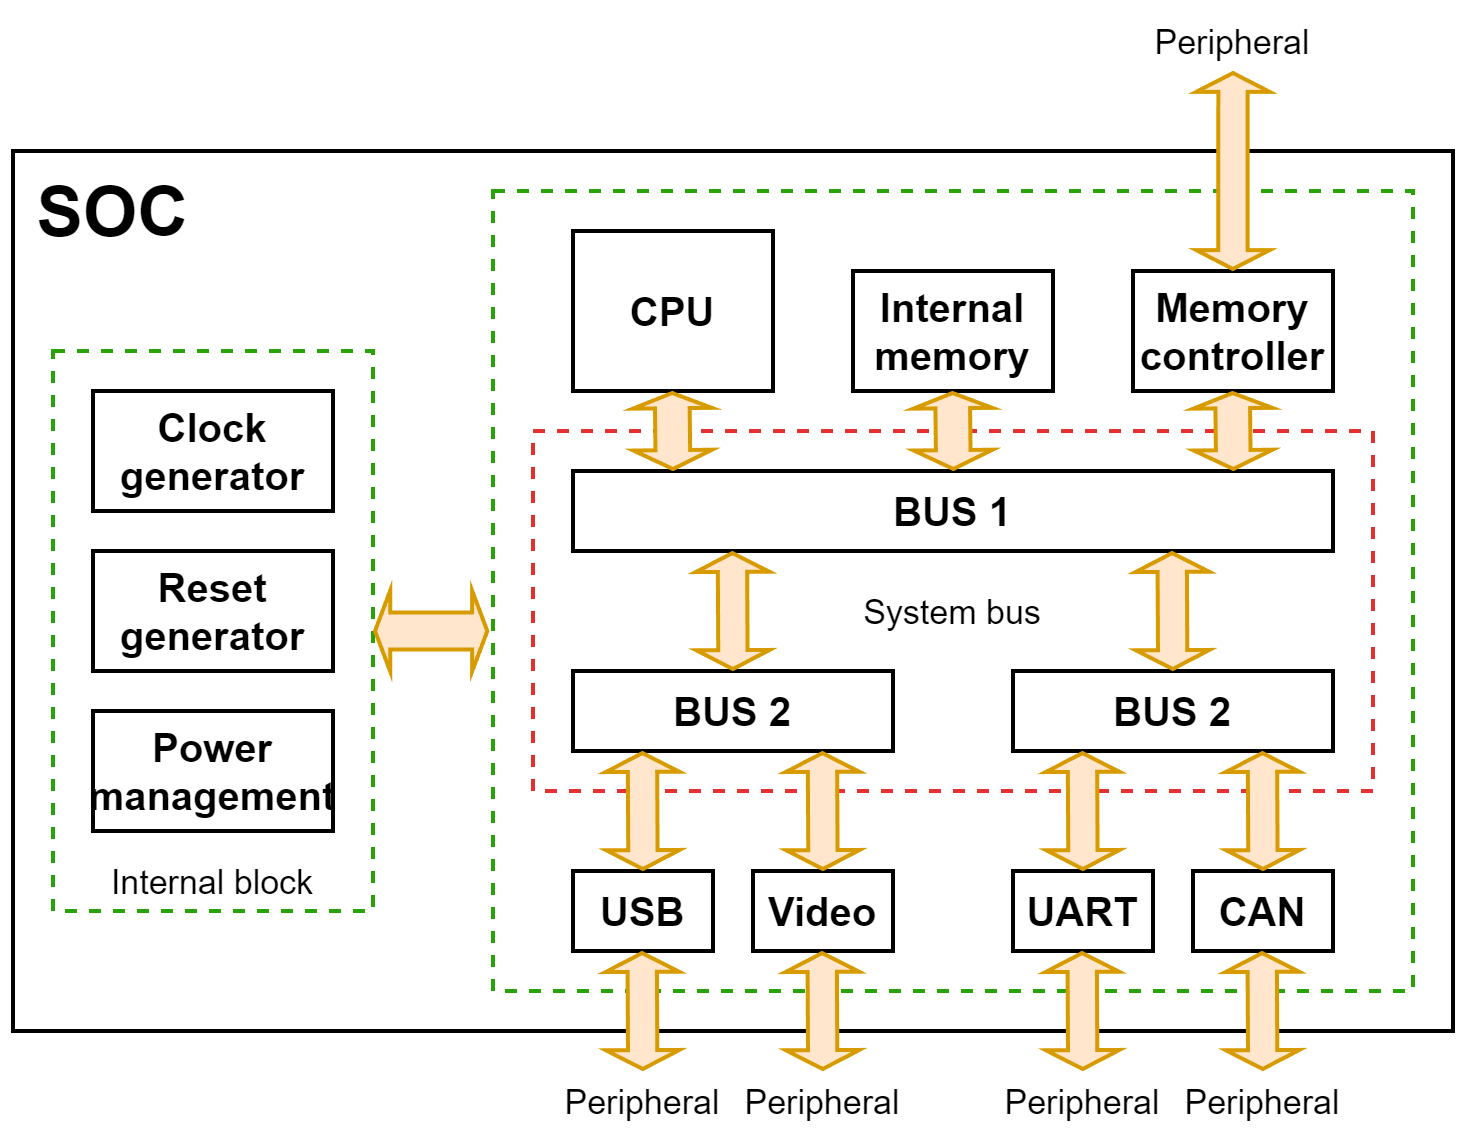 Peripheral
SOC
CPU
Internal
memory
Memory
controller
Clock
generator
BUS 1
Reset
generator
System bus
BUS 2
BUS 2
Power
management
Internal block
USB
Video
UART
CAN
Peripheral
Peripheral
Peripheral
Peripheral